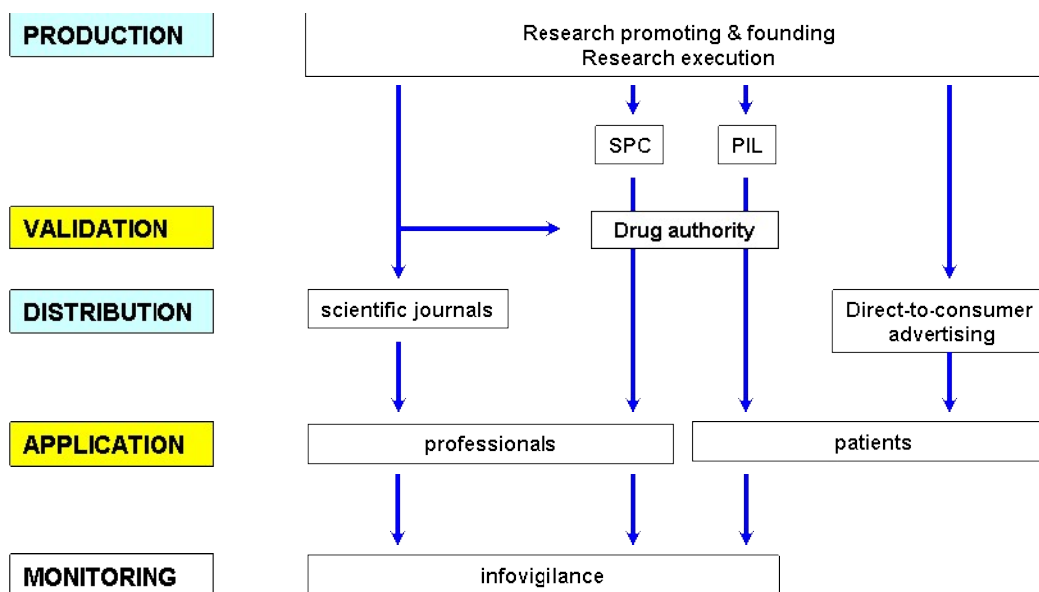 PRODUCTION
Research promoting & founding
Research execution
SPC
PIL
VALIDATION
Drug authority
DISTRIBUTION
scientific journals
Direct-to-consumer
advertising
APPLICATION
professionals
patients
MONITORING
infovigilance